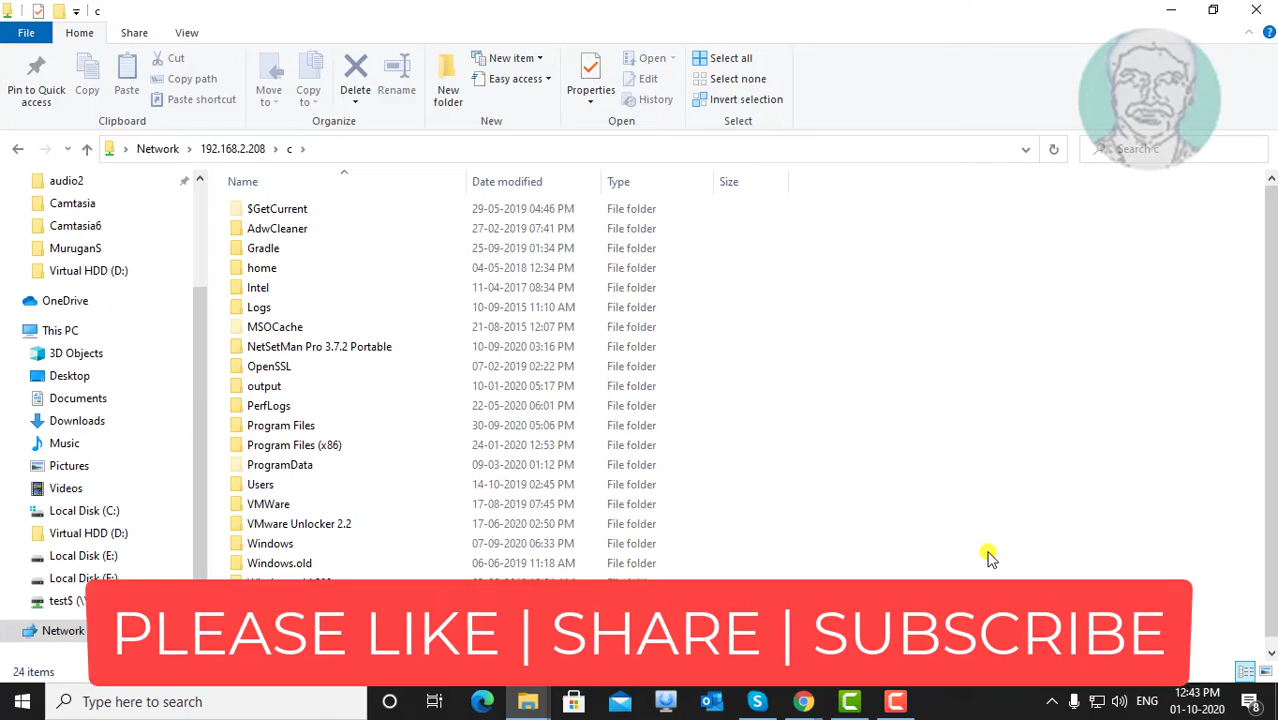 c
File Home Share View
Pin to Quick access
Copy
Paste
Cut
Copy path
Paste shortcut
Clipboard
Move to
Copy to
Delete
Rename
Organize
New folder
New item
Easy access
New
Properties
Open
Edit
History
Open
Select all
Select none
Invert selection
Select
Network > 192.168.2.208 > c >
Search c
audio2
Camtasia
Camtasia6
MuruganS
Virtual HDD (D:)
OneDrive
This PC
3D Objects
Desktop
Documents
Downloads
Music
Pictures
Videos
Local Disk (C:)
Virtual HDD (D:)
Local Disk (E:)
Local Disk (E:)
test$ (\\
Network
Name Date modified Type Size
$GetCurrent 29-05-2019 04:46 PM File folder
AdwCleaner 27-02-2019 07:41 PM File folder
Gradle 25-09-2019 01:34 PM File folder
home 04-05-2018 12:34 PM File folder
Intel 11-04-2017 08:34 PM File folder
Logs 10-09-2015 11:10 AM File folder
MSOCache 21-08-2015 12:07 PM File folder
NetSetMan Pro 3.7.2 Portable 10-09-2020 03:16 PM File folder
OpenSSL 07-02-2019 02:22 PM File folder
output 10-01-2020 05:17 PM File folder
PerfLogs 22-05-2020 06:01 PM File folder
Program Files 30-09-2020 05:06 PM File folder
Program Files (x86) 24-01-2020 12:53 PM File folder
ProgramData 09-03-2020 01:12 PM File folder
Users 14-10-2019 02:45 PM File folder
VMWare 17-08-2019 07:45 PM File folder
VMware Unlocker 2.2 17-06-2020 02:50 PM File folder
Windows 07-09-2020 06:33 PM File folder
Windows.old 06-06-2019 11:18 AM File folder
PLEASE LIKE | SHARE | SUBSCRIBE
24 items
Type here to search
ENG
12:43 PM
01-10-2020
8